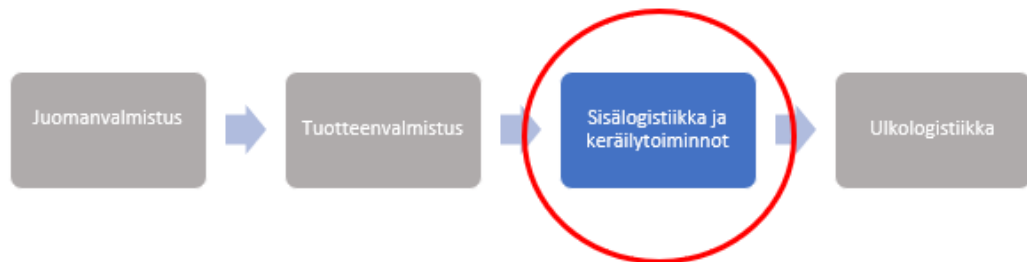 Juomanvalmistus
Tuotteenvalmistus
Sisälogistiikka ja
keräilytoiminnot
Ulkologistiikka